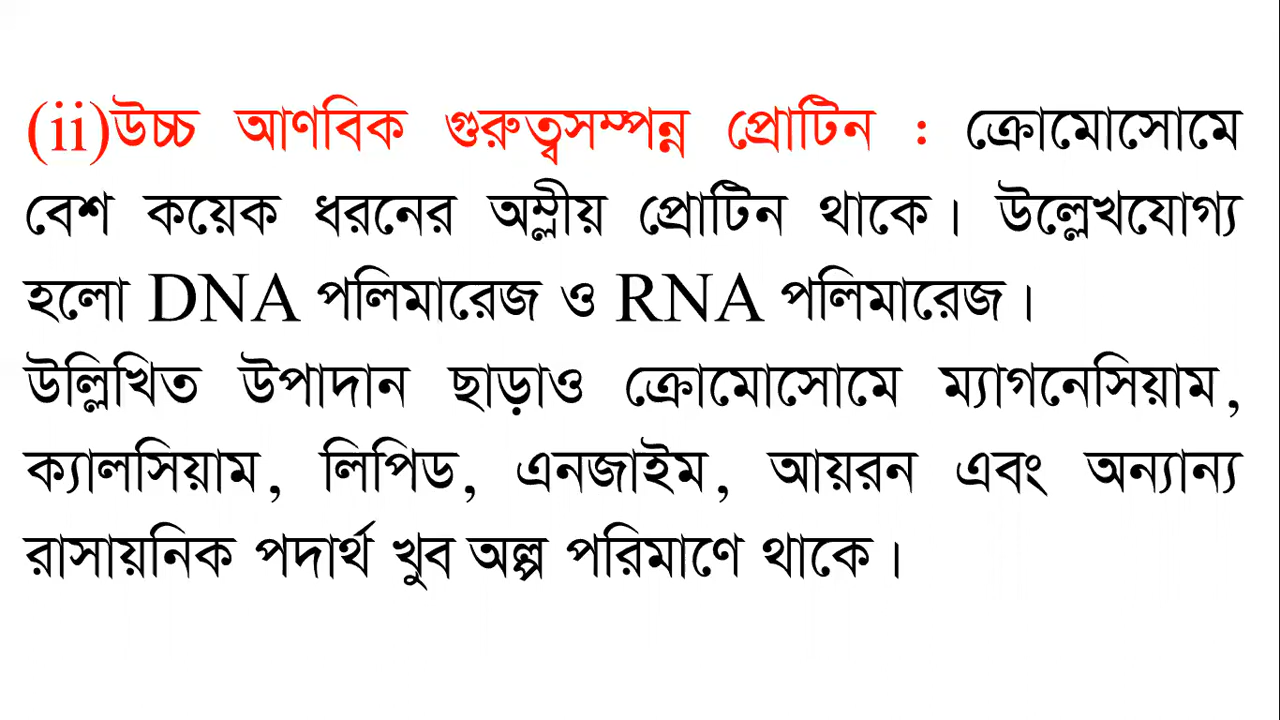 (ii)উচ্চ আণবিক গুরুত্বসম্পন্ন প্রোটিন : ক্রোমোসোমে
বেশ কয়েক ধরনের অম্লীয় প্রোটিন থাকে। উল্লেখযোগ্য
হলো DNA পলিমারেজ ও RNA পলিমারেজ।
উল্লিখিত উপাদান ছাড়াও ক্রোমোসোমে ম্যাগনেসিয়াম,
ক্যালসিয়াম, লিপিড, এনজাইম, আয়রন এবং অন্যান্য
রাসায়নিক পদার্থ খুব অল্প পরিমাণে থাকে।